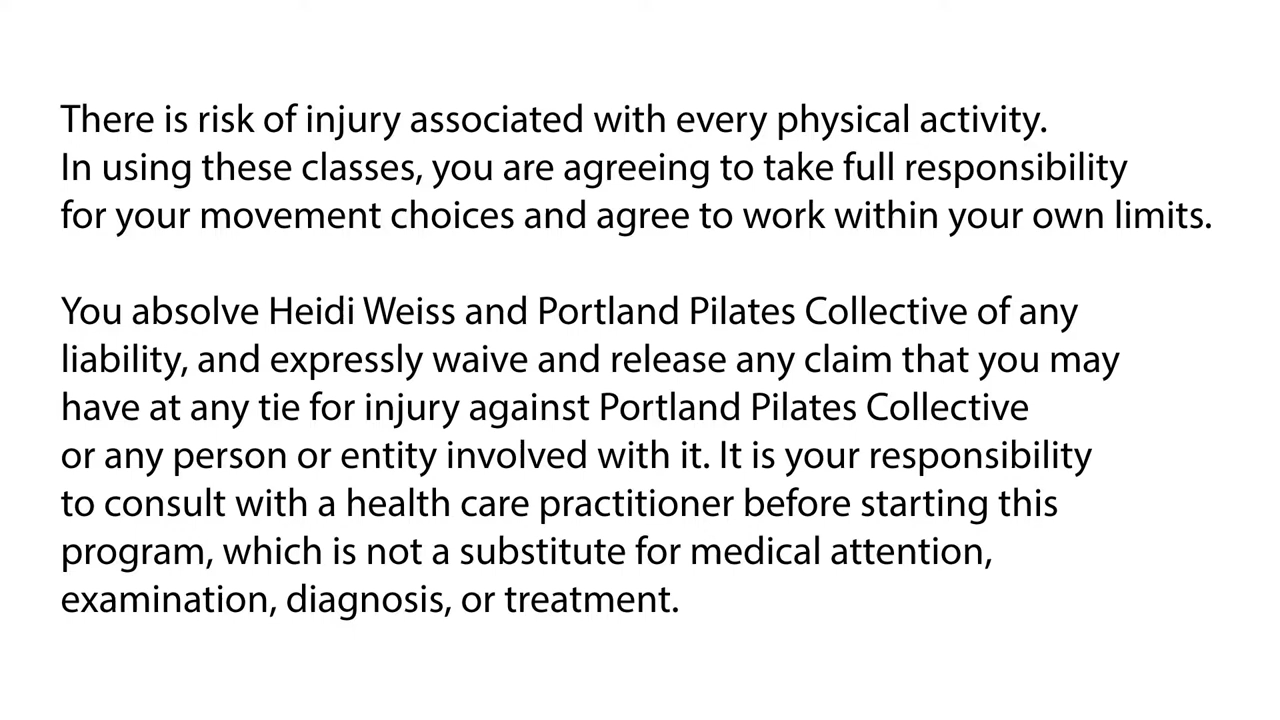 There is risk of injury associated with every physical activity.
In using these classes, you are agreeing to take full responsibility
for your movement choices and agree to work within your own limits.
You absolve Heidi Weiss and Portland Pilates Collective of any
liability, and expressly waive and release any claim that you may
have at any tie for injury against Portland Pilates Collective
or any person or entity involved with it. It is your responsibility
to consult with a health care practitioner before starting this
program, which is not a substitute for medical attention,
examination, diagnosis, or treatment.